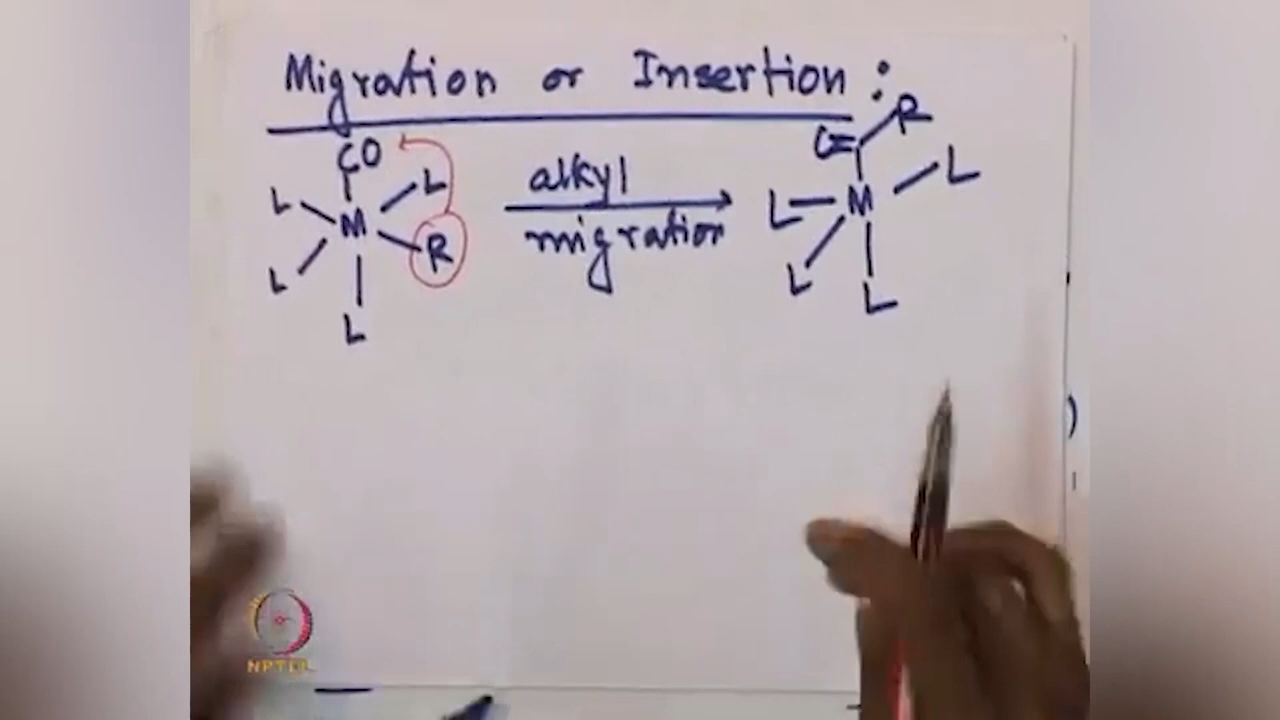 Migration or Insertion :
CO
L
L
M
R
L
L
alkyl
migration
R
O=
L
L
M
L
L
NPTEL